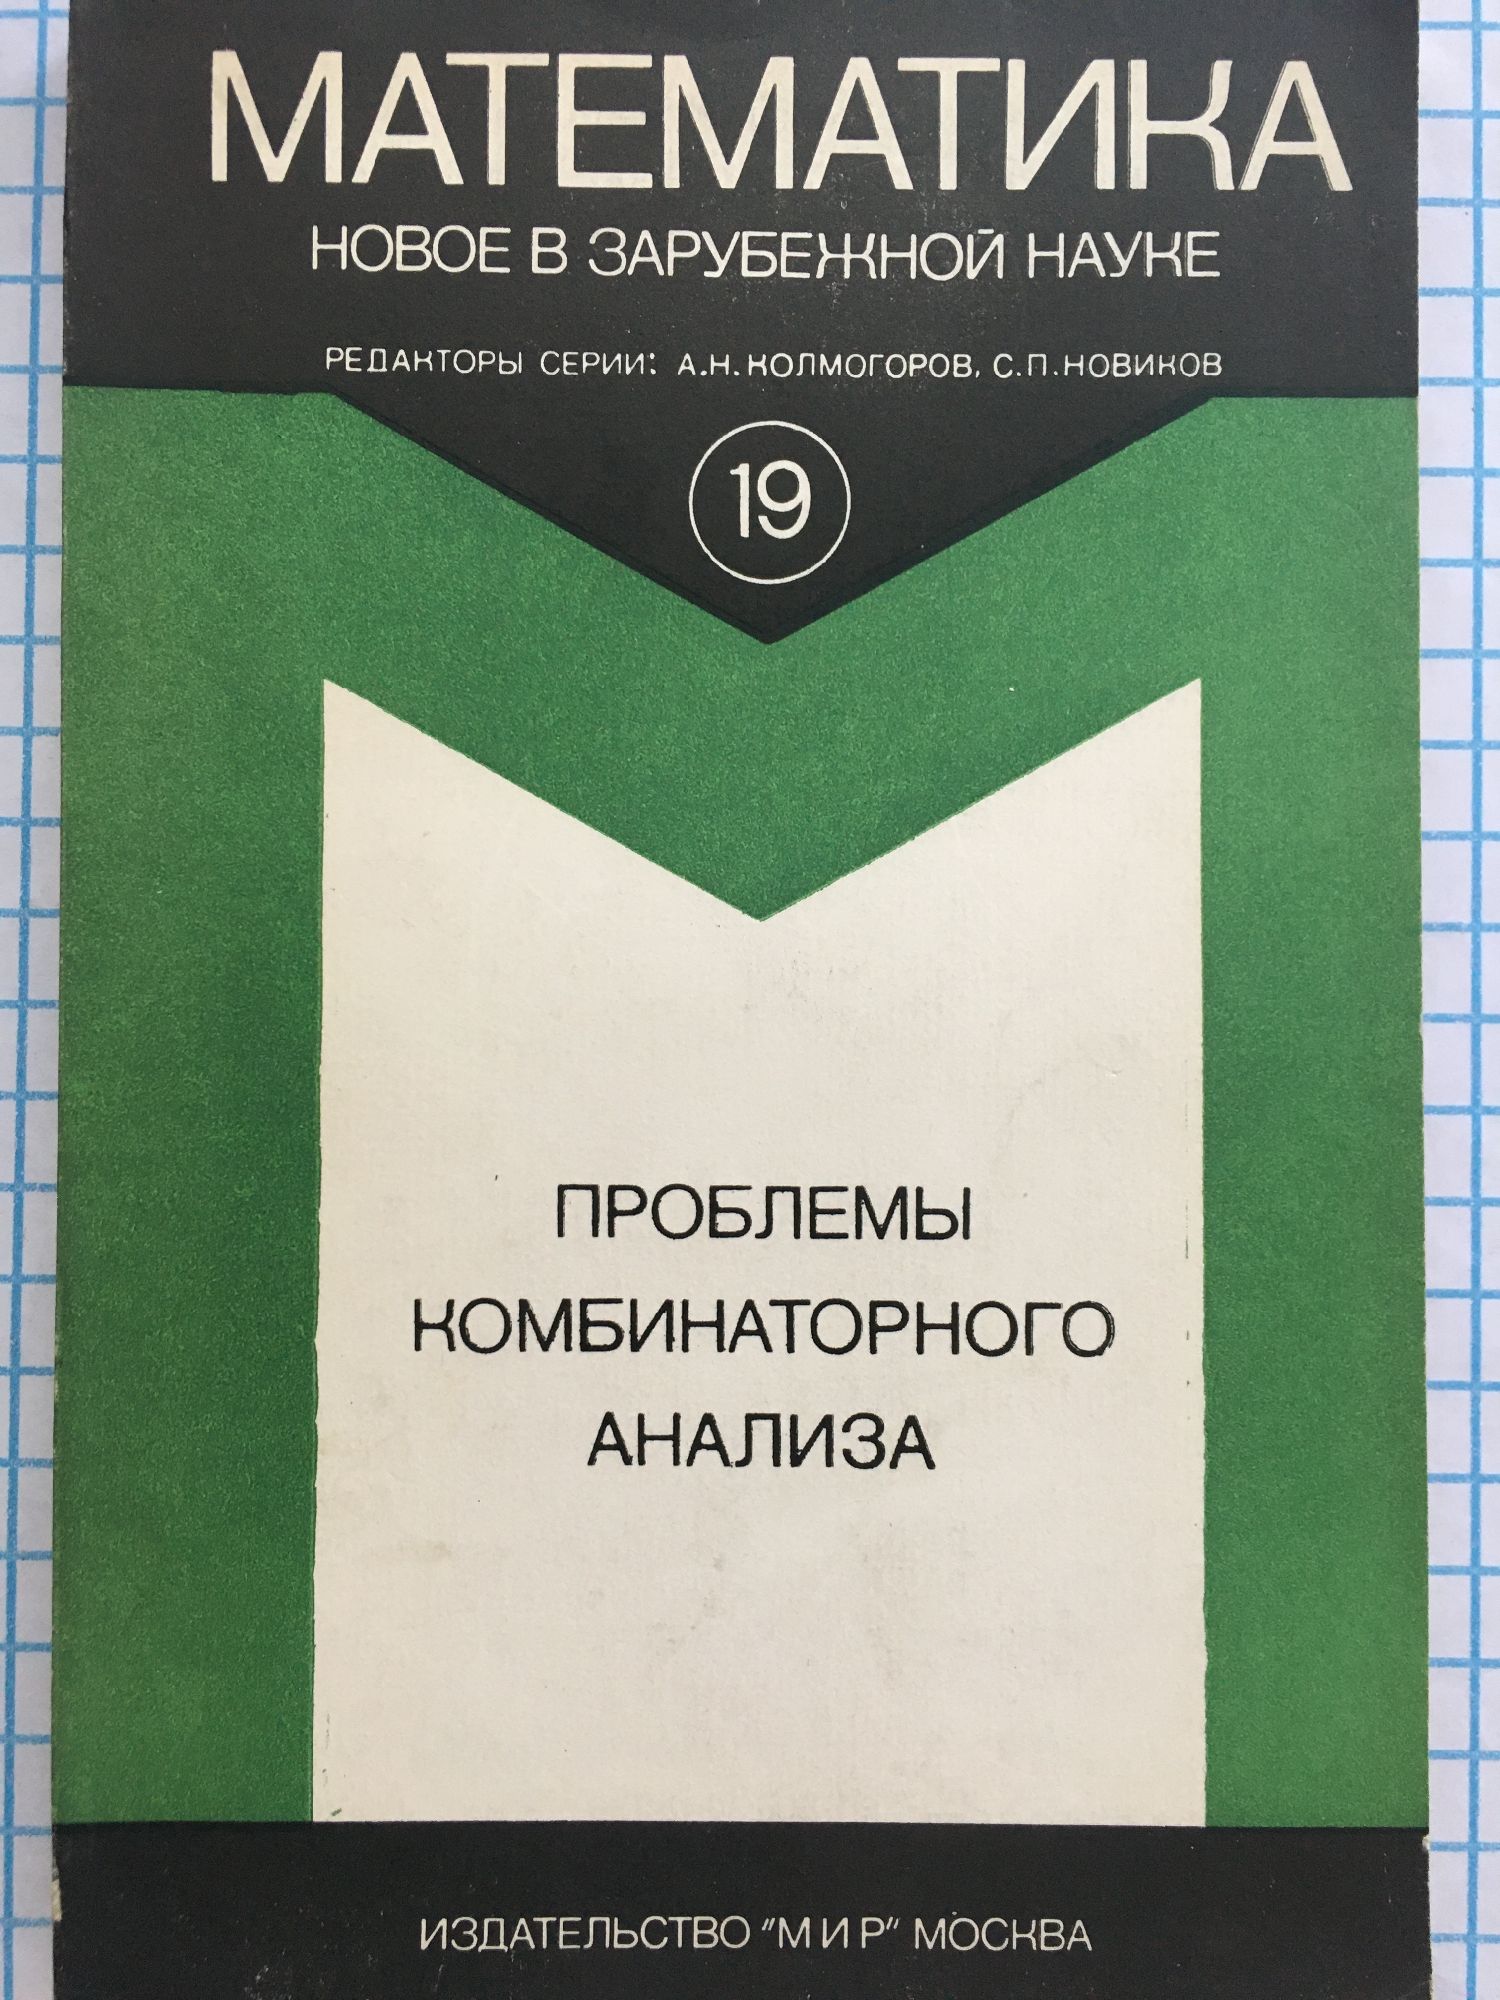 МАТЕМАТИКА
НОВОЕ В ЗАРУБЕЖНОЙ НАУКЕ
РЕДАКТОРЫ СЕРИИ: А.Н.КОЛМОГОРОВ, С.П.НОВИКОВ
19
ПРОБЛЕМЫ
КОМБИНАТОРНОГО
АНАЛИЗА
ИЗДАТЕЛЬСТВО "МИР" МОСКВА